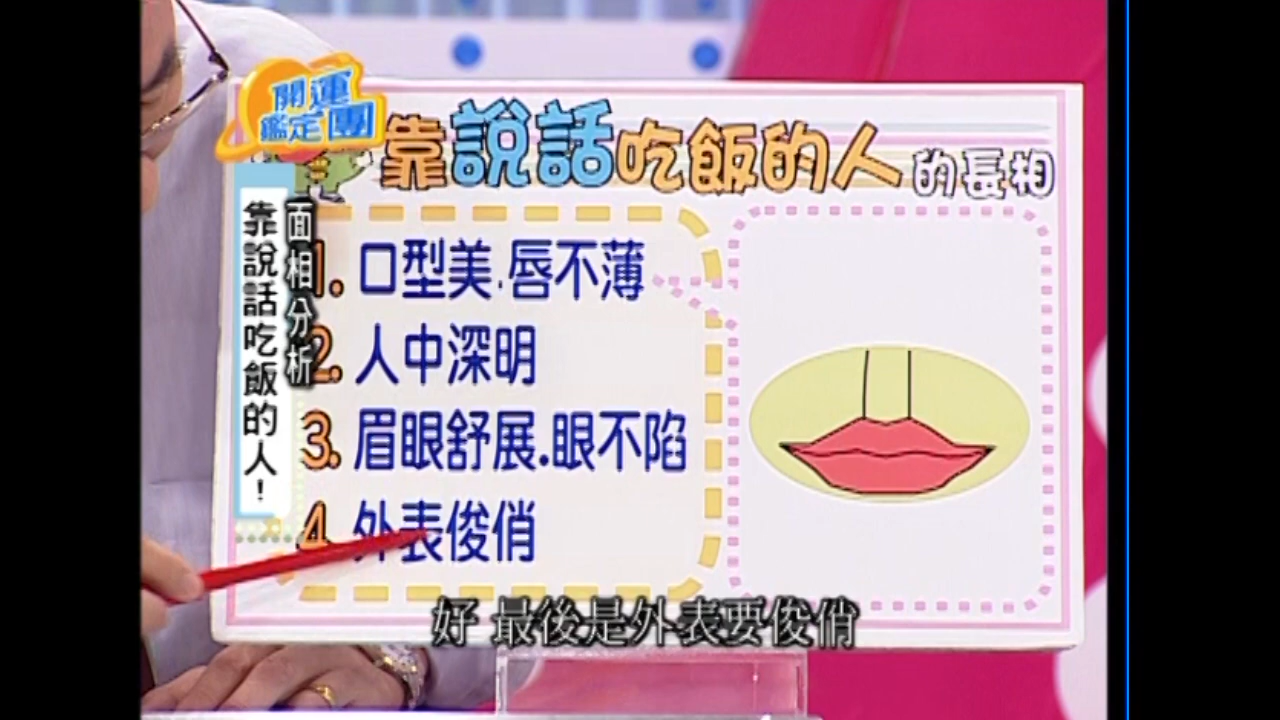 開運
鑑定團
靠說話吃飯的人的長相
面相分析
靠說話吃飯的人！
1. 口型美.唇不薄
2. 人中深明
3. 眉眼舒展.眼不陷
4. 外表俊俏
好 最後是外表要俊俏